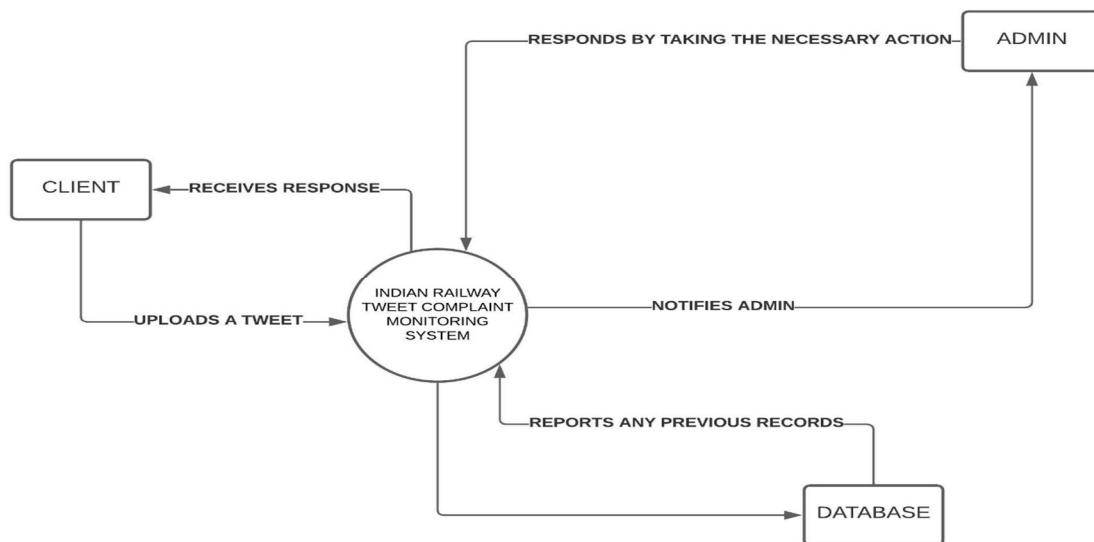 RESPONDS BY TAKING THE NECESSARY ACTION
ADMIN
CLIENT
RECEIVES RESPONSE
INDIAN RAILWAY
TWEET COMPLAINT
MONITORING
SYSTEM
NOTIFIES ADMIN
UPLOADS A TWEET
REPORTS ANY PREVIOUS RECORDS
DATABASE